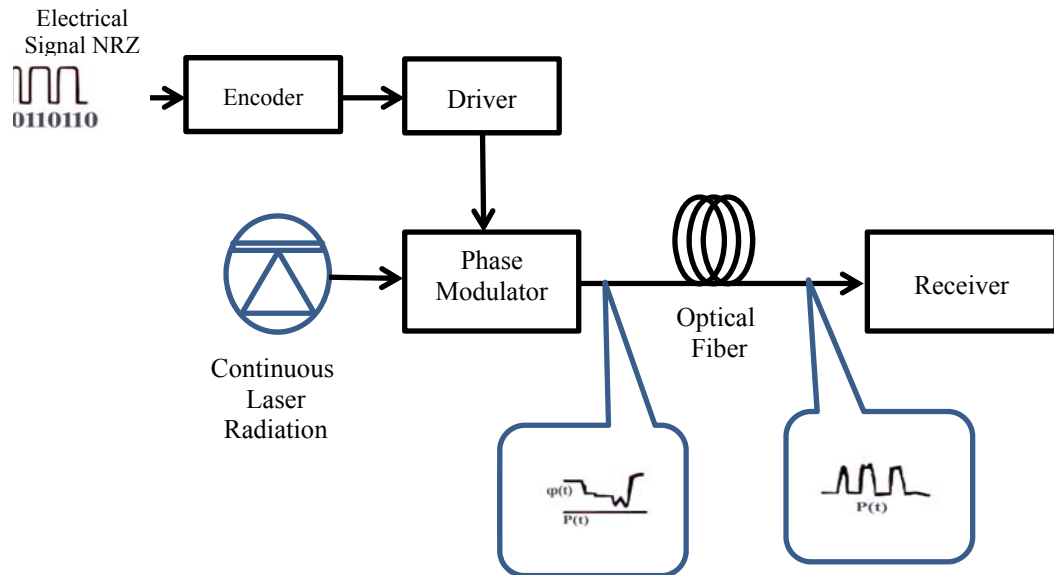 Electrical
Signal NRZ
0110110
Encoder
Driver
Phase
Modulator
Receiver
Optical
Fiber
Continuous
Laser
Radiation
φ(t)
P(t)
P(t)